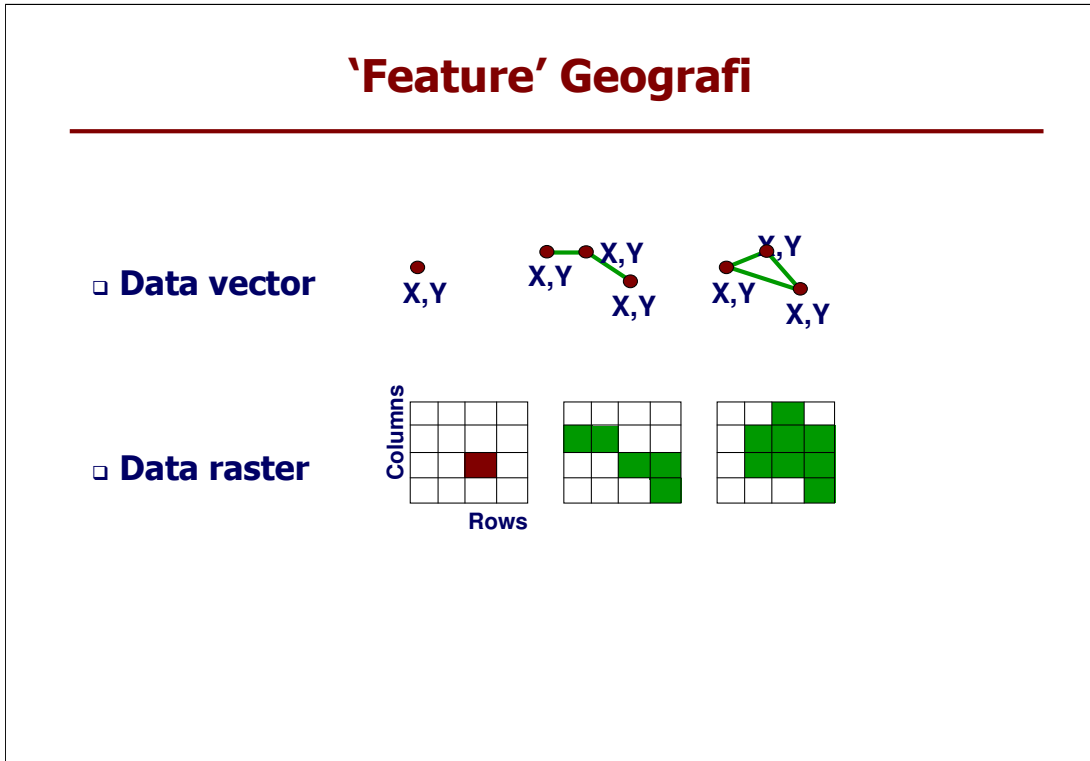 ‘Feature’ Geografi
Data vector
X,Y
X,Y
X,Y
X,Y
X,Y
X,Y
X,Y
Data raster
Columns
Rows